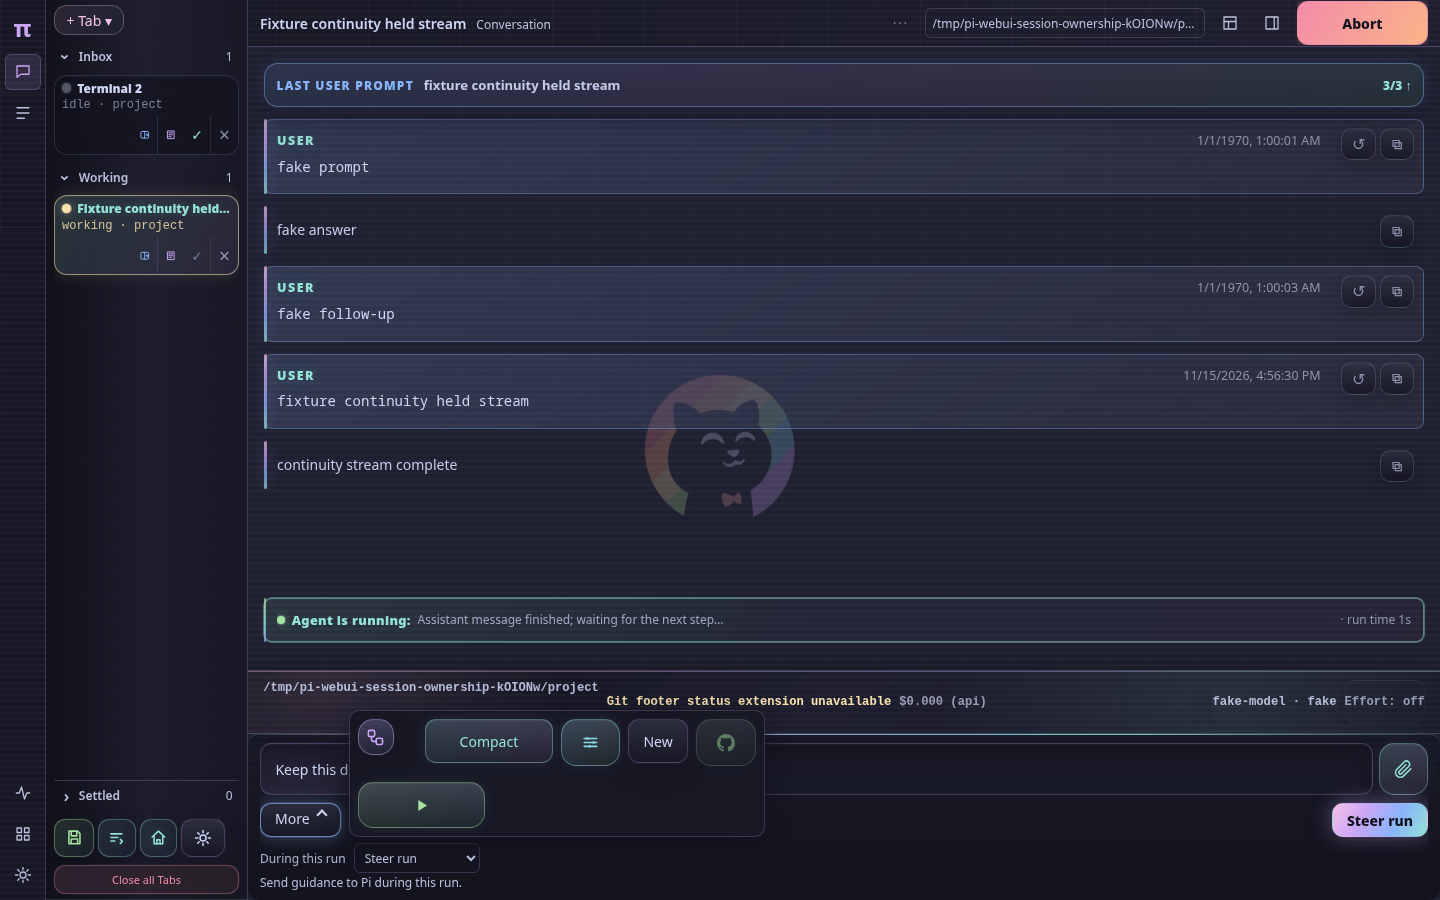 π
+ Tab ▾
Inbox 1
Terminal 2
idle · project
Working 1
Fixture continuity held...
working · project
Settled 0
Close all Tabs
Fixture continuity held stream Conversation
/tmp/pi-webui-session-ownership-kOIONw/p...
Abort
LAST USER PROMPT fixture continuity held stream 3/3 ↑
USER 1/1/1970, 1:00:01 AM
fake prompt
fake answer
USER 1/1/1970, 1:00:03 AM
fake follow-up
USER 11/15/2026, 4:56:30 PM
fixture continuity held stream
continuity stream complete
Agent is running: Assistant message finished; waiting for the next step... · run time 1s
/tmp/pi-webui-session-ownership-kOIONw/project
Git footer status extension unavailable $0.000 (api) fake-model · fake Effort: off
Compact
New
Keep this d
More
Steer run
During this run Steer run
Send guidance to Pi during this run.